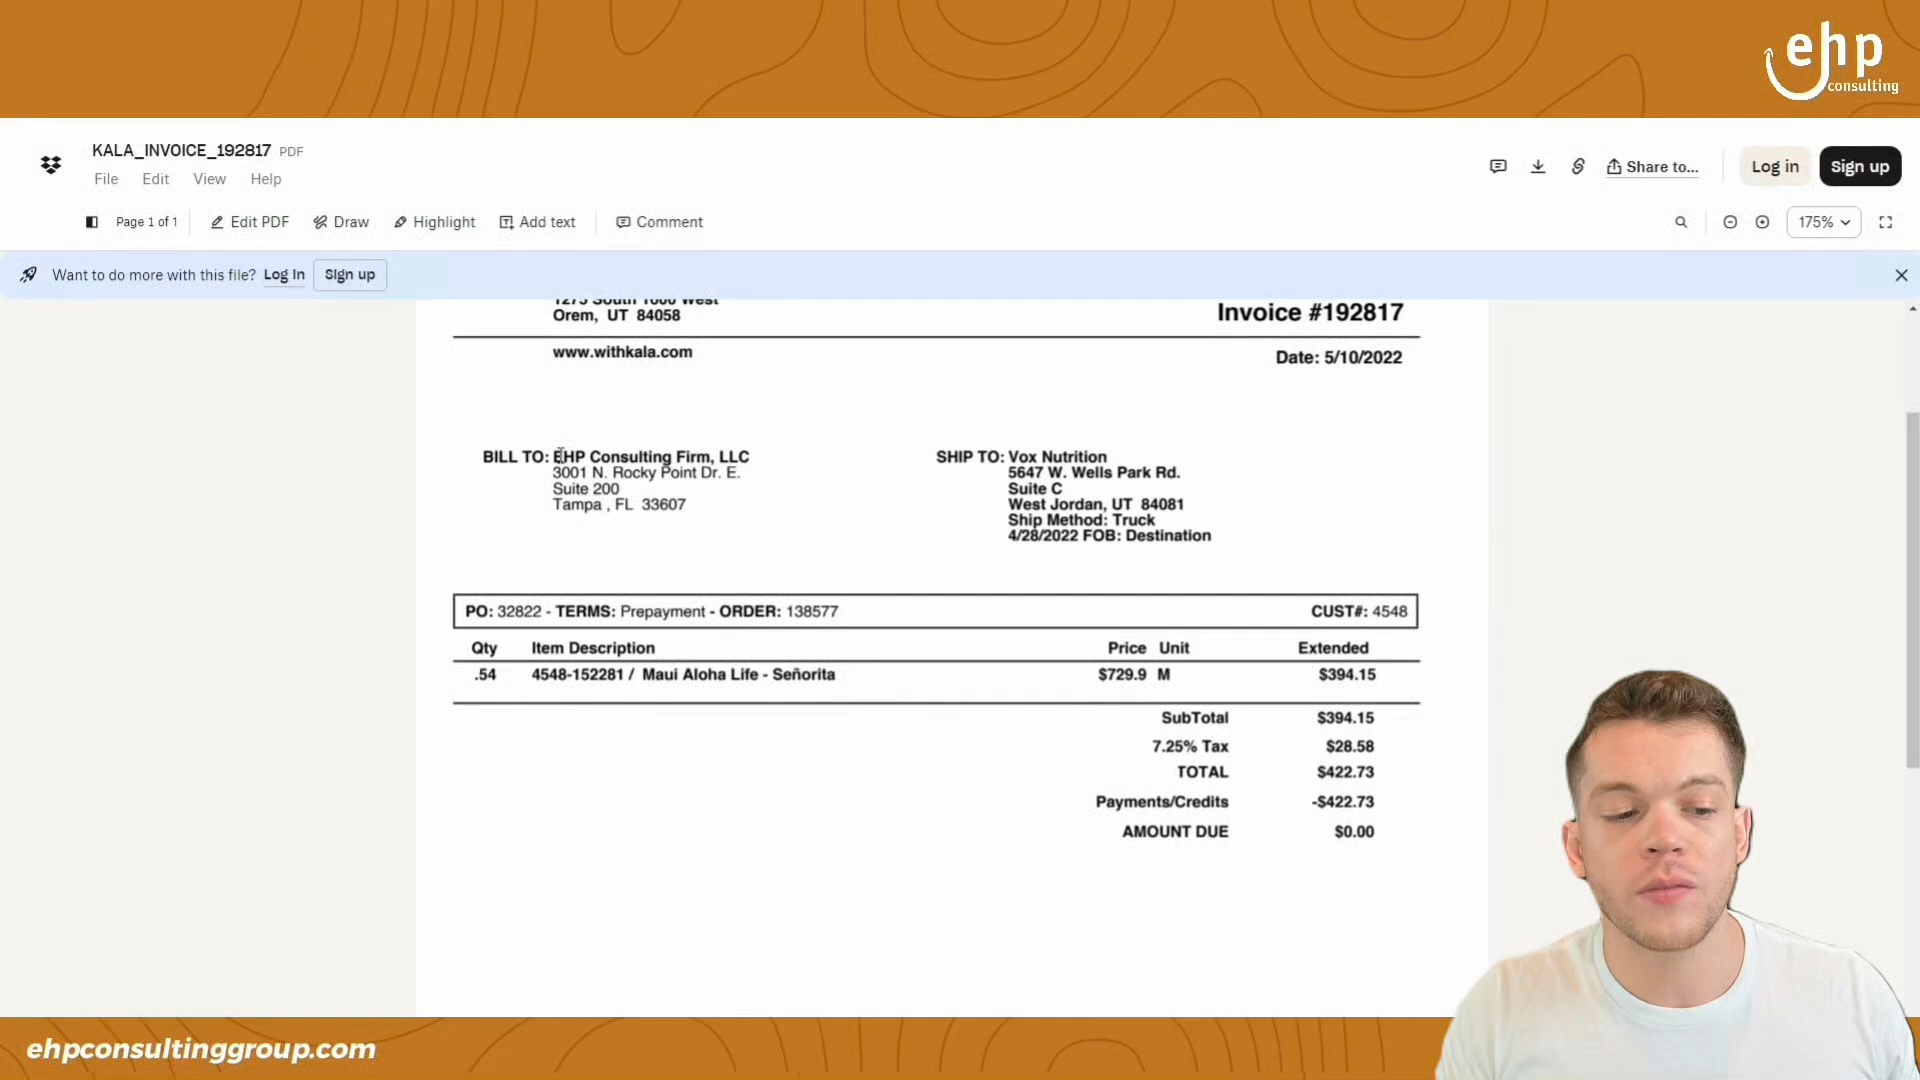 ehp
consulting
KALA_INVOICE_192817 PDF
File Edit View Help
Share to...
Log in
Sign up
Page 1 of 1
Edit PDF
Draw
Highlight
Add text
Comment
175%
Want to do more with this file? Log in Sign up
Orem, UT 84058
Invoice #192817
www.withkala.com
Date: 5/10/2022
BILL TO: EHP Consulting Firm, LLC
3001 N. Rocky Point Dr. E.
Suite 200
Tampa , FL 33607
SHIP TO: Vox Nutrition
5647 W. Wells Park Rd.
Suite C
West Jordan, UT 84081
Ship Method: Truck
4/28/2022 FOB: Destination
PO: 32822 - TERMS: Prepayment - ORDER: 138577 CUST#: 4548
Qty Item Description Price Unit Extended
.54 4548-152281 / Maui Aloha Life - Señorita $729.9 M $394.15
SubTotal $394.15
7.25% Tax $28.58
TOTAL $422.73
Payments/Credits -$422.73
AMOUNT DUE $0.00
ehpconsultinggroup.com